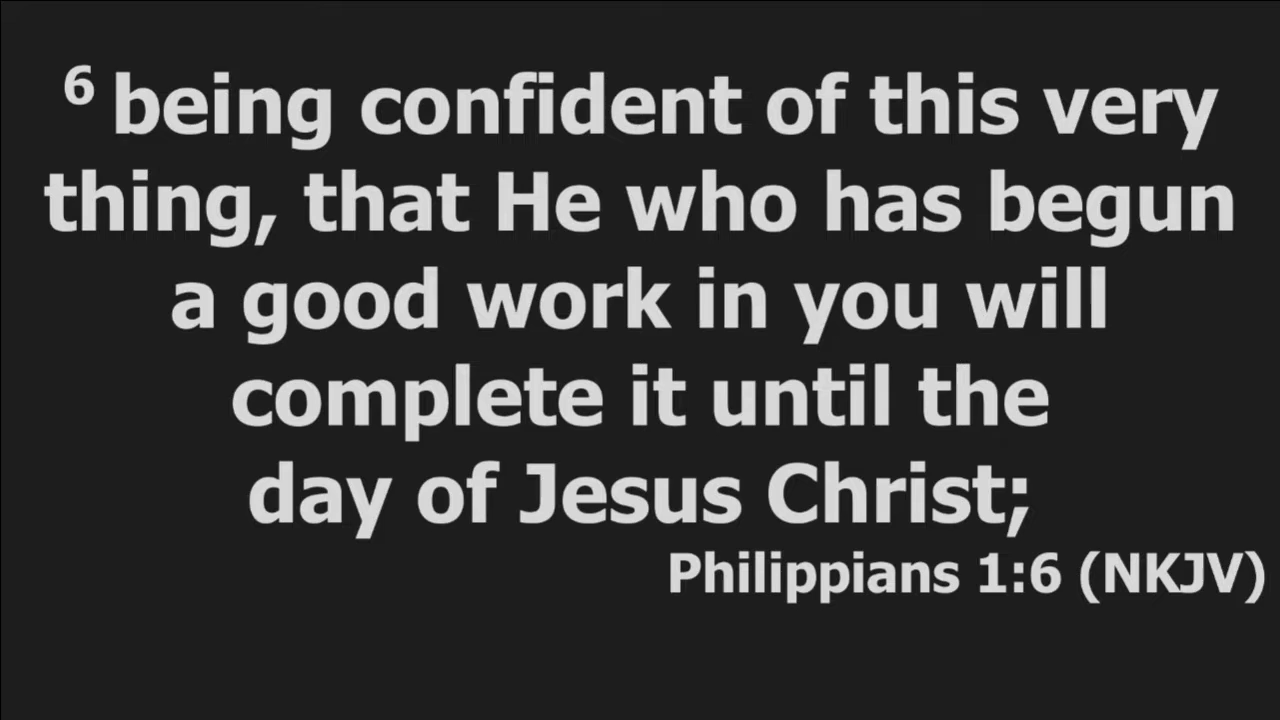 6 being confident of this very
thing, that He who has begun
a good work in you will
complete it until the
day of Jesus Christ;
Philippians 1:6 (NKJV)